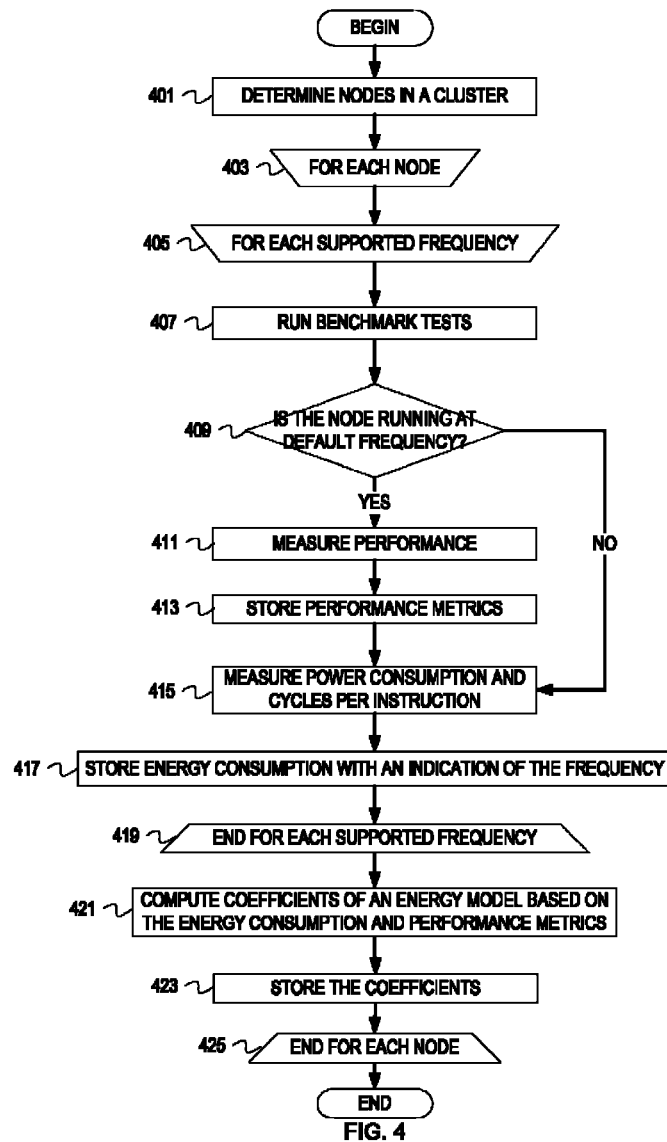 BEGIN
401
DETERMINE NODES IN A CLUSTER
403
FOR EACH NODE
405
FOR EACH SUPPORTED FREQUENCY
407
RUN BENCHMARK TESTS
409
IS THE NODE RUNNING AT
DEFAULT FREQUENCY?
YES
NO
411
MEASURE PERFORMANCE
413
STORE PERFORMANCE METRICS
415
MEASURE POWER CONSUMPTION AND
CYCLES PER INSTRUCTION
417
STORE ENERGY CONSUMPTION WITH AN INDICATION OF THE FREQUENCY
419
END FOR EACH SUPPORTED FREQUENCY
421
COMPUTE COEFFICIENTS OF AN ENERGY MODEL BASED ON
THE ENERGY CONSUMPTION AND PERFORMANCE METRICS
423
STORE THE COEFFICIENTS
425
END FOR EACH NODE
END
FIG. 4